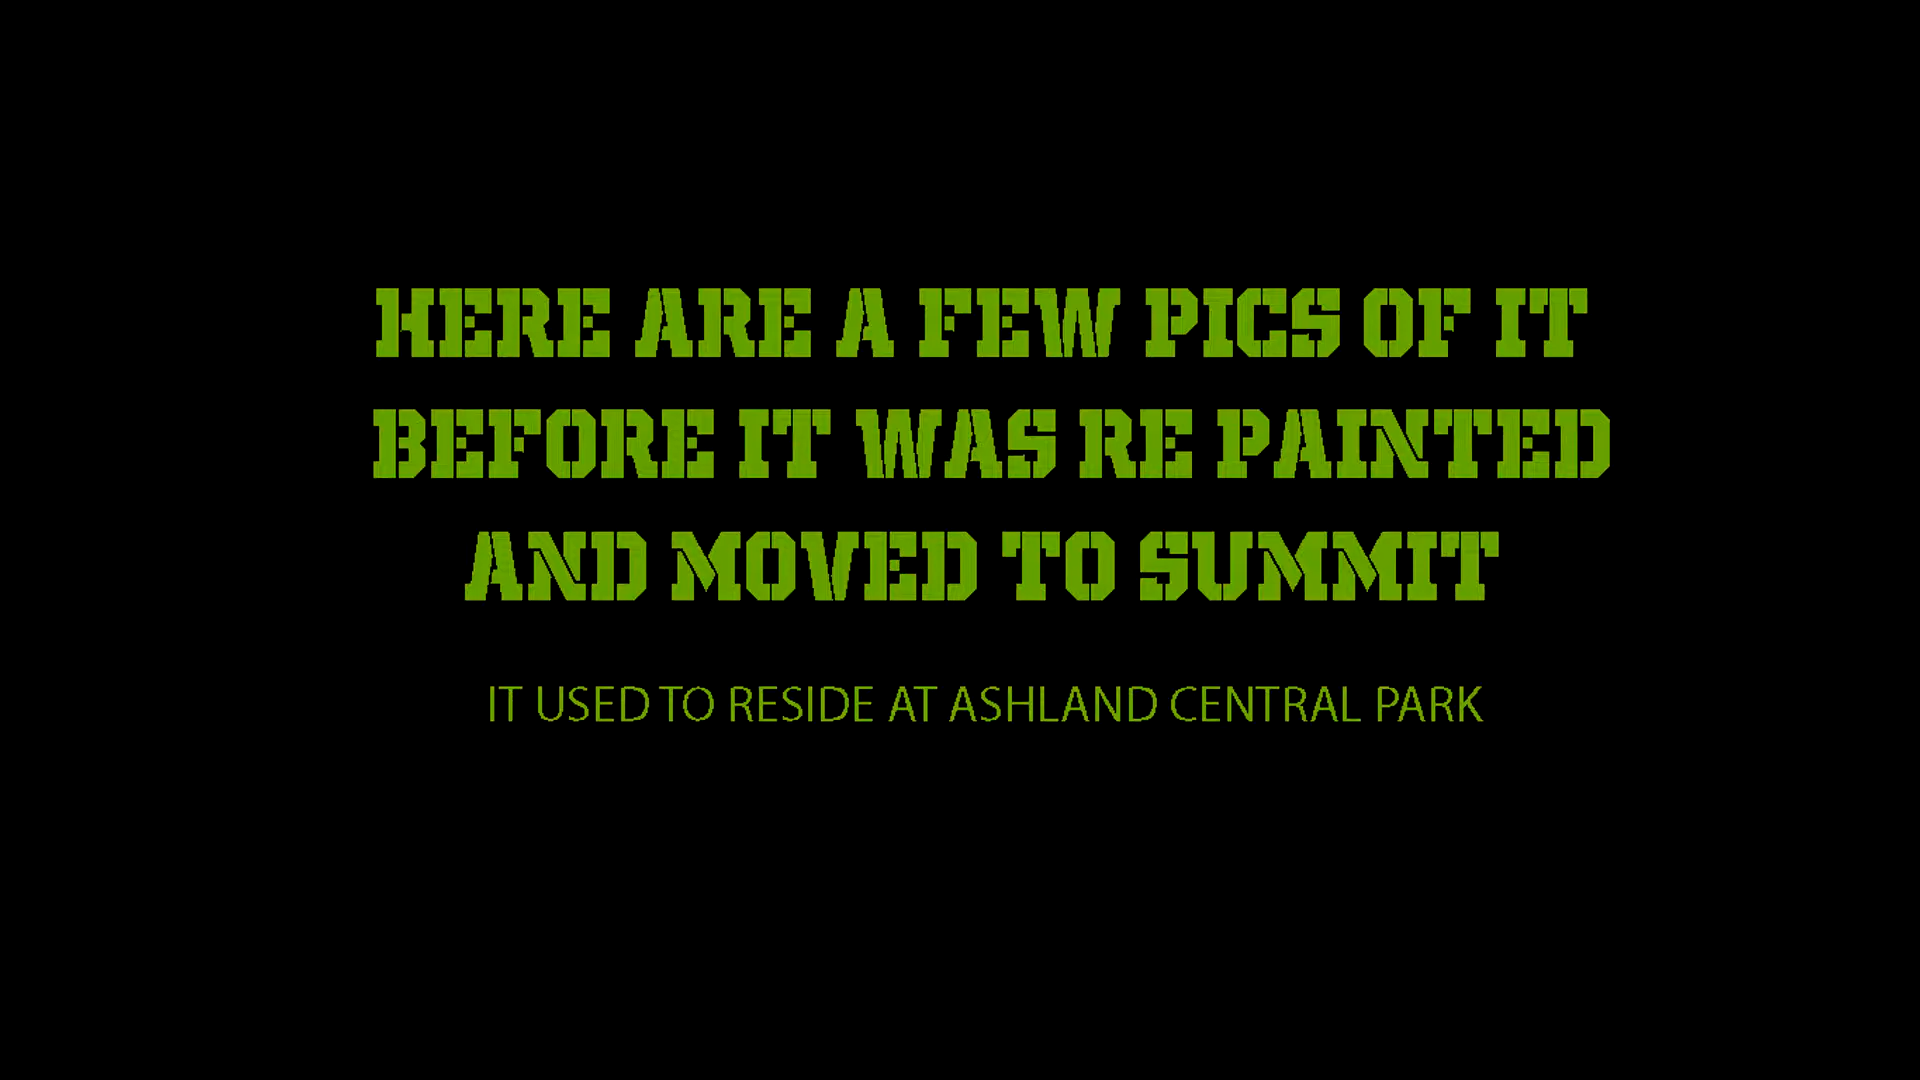 HERE ARE A FEW PICS OF IT
BEFORE IT WAS RE PAINTED
AND MOVED TO SUMMIT
IT USED TO RESIDE AT ASHLAND CENTRAL PARK